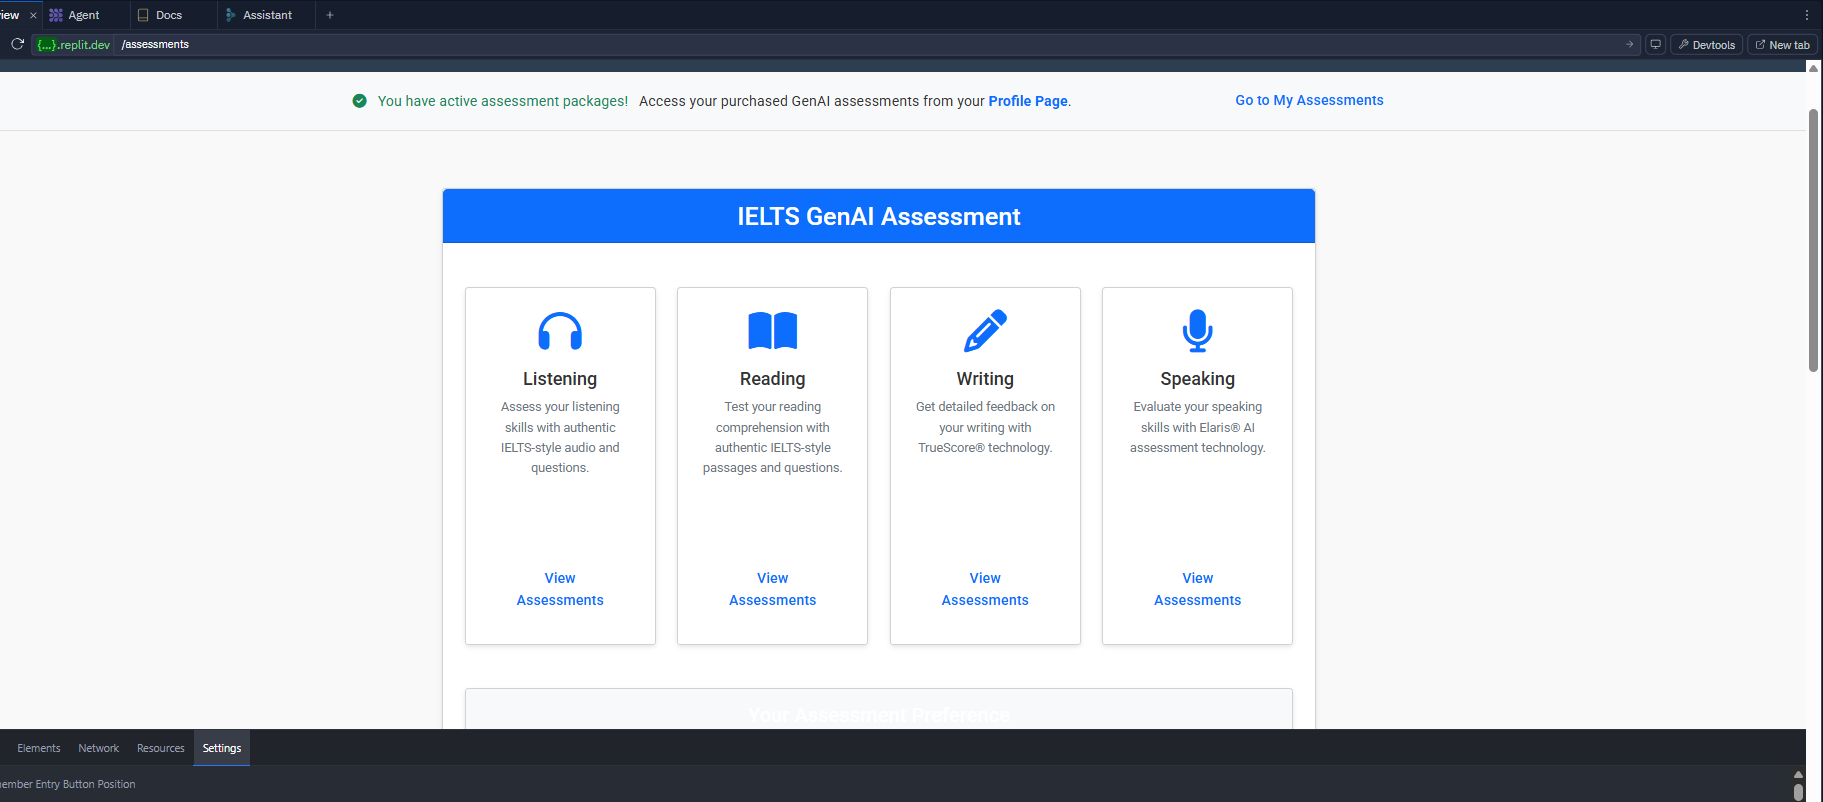 Agent
Docs
Assistant
{...}.replit.dev /assessments
Devtools
New tab
You have active assessment packages! Access your purchased GenAI assessments from your Profile Page.
Go to My Assessments
IELTS GenAI Assessment
Listening
Assess your listening
skills with authentic
IELTS-style audio and
questions.
View
Assessments
Reading
Test your reading
comprehension with
authentic IELTS-style
passages and questions.
View
Assessments
Writing
Get detailed feedback on
your writing with
TrueScore® technology.
View
Assessments
Speaking
Evaluate your speaking
skills with Elaris® AI
assessment technology.
View
Assessments
Your Assessment Preference
Elements
Network
Resources
Settings
Entry Button Position